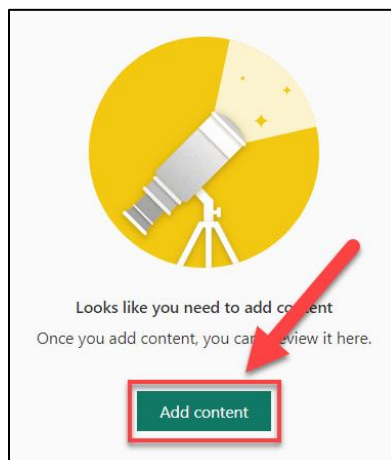 Looks like you need to add content
Once you add content, you can review it here.
Add content